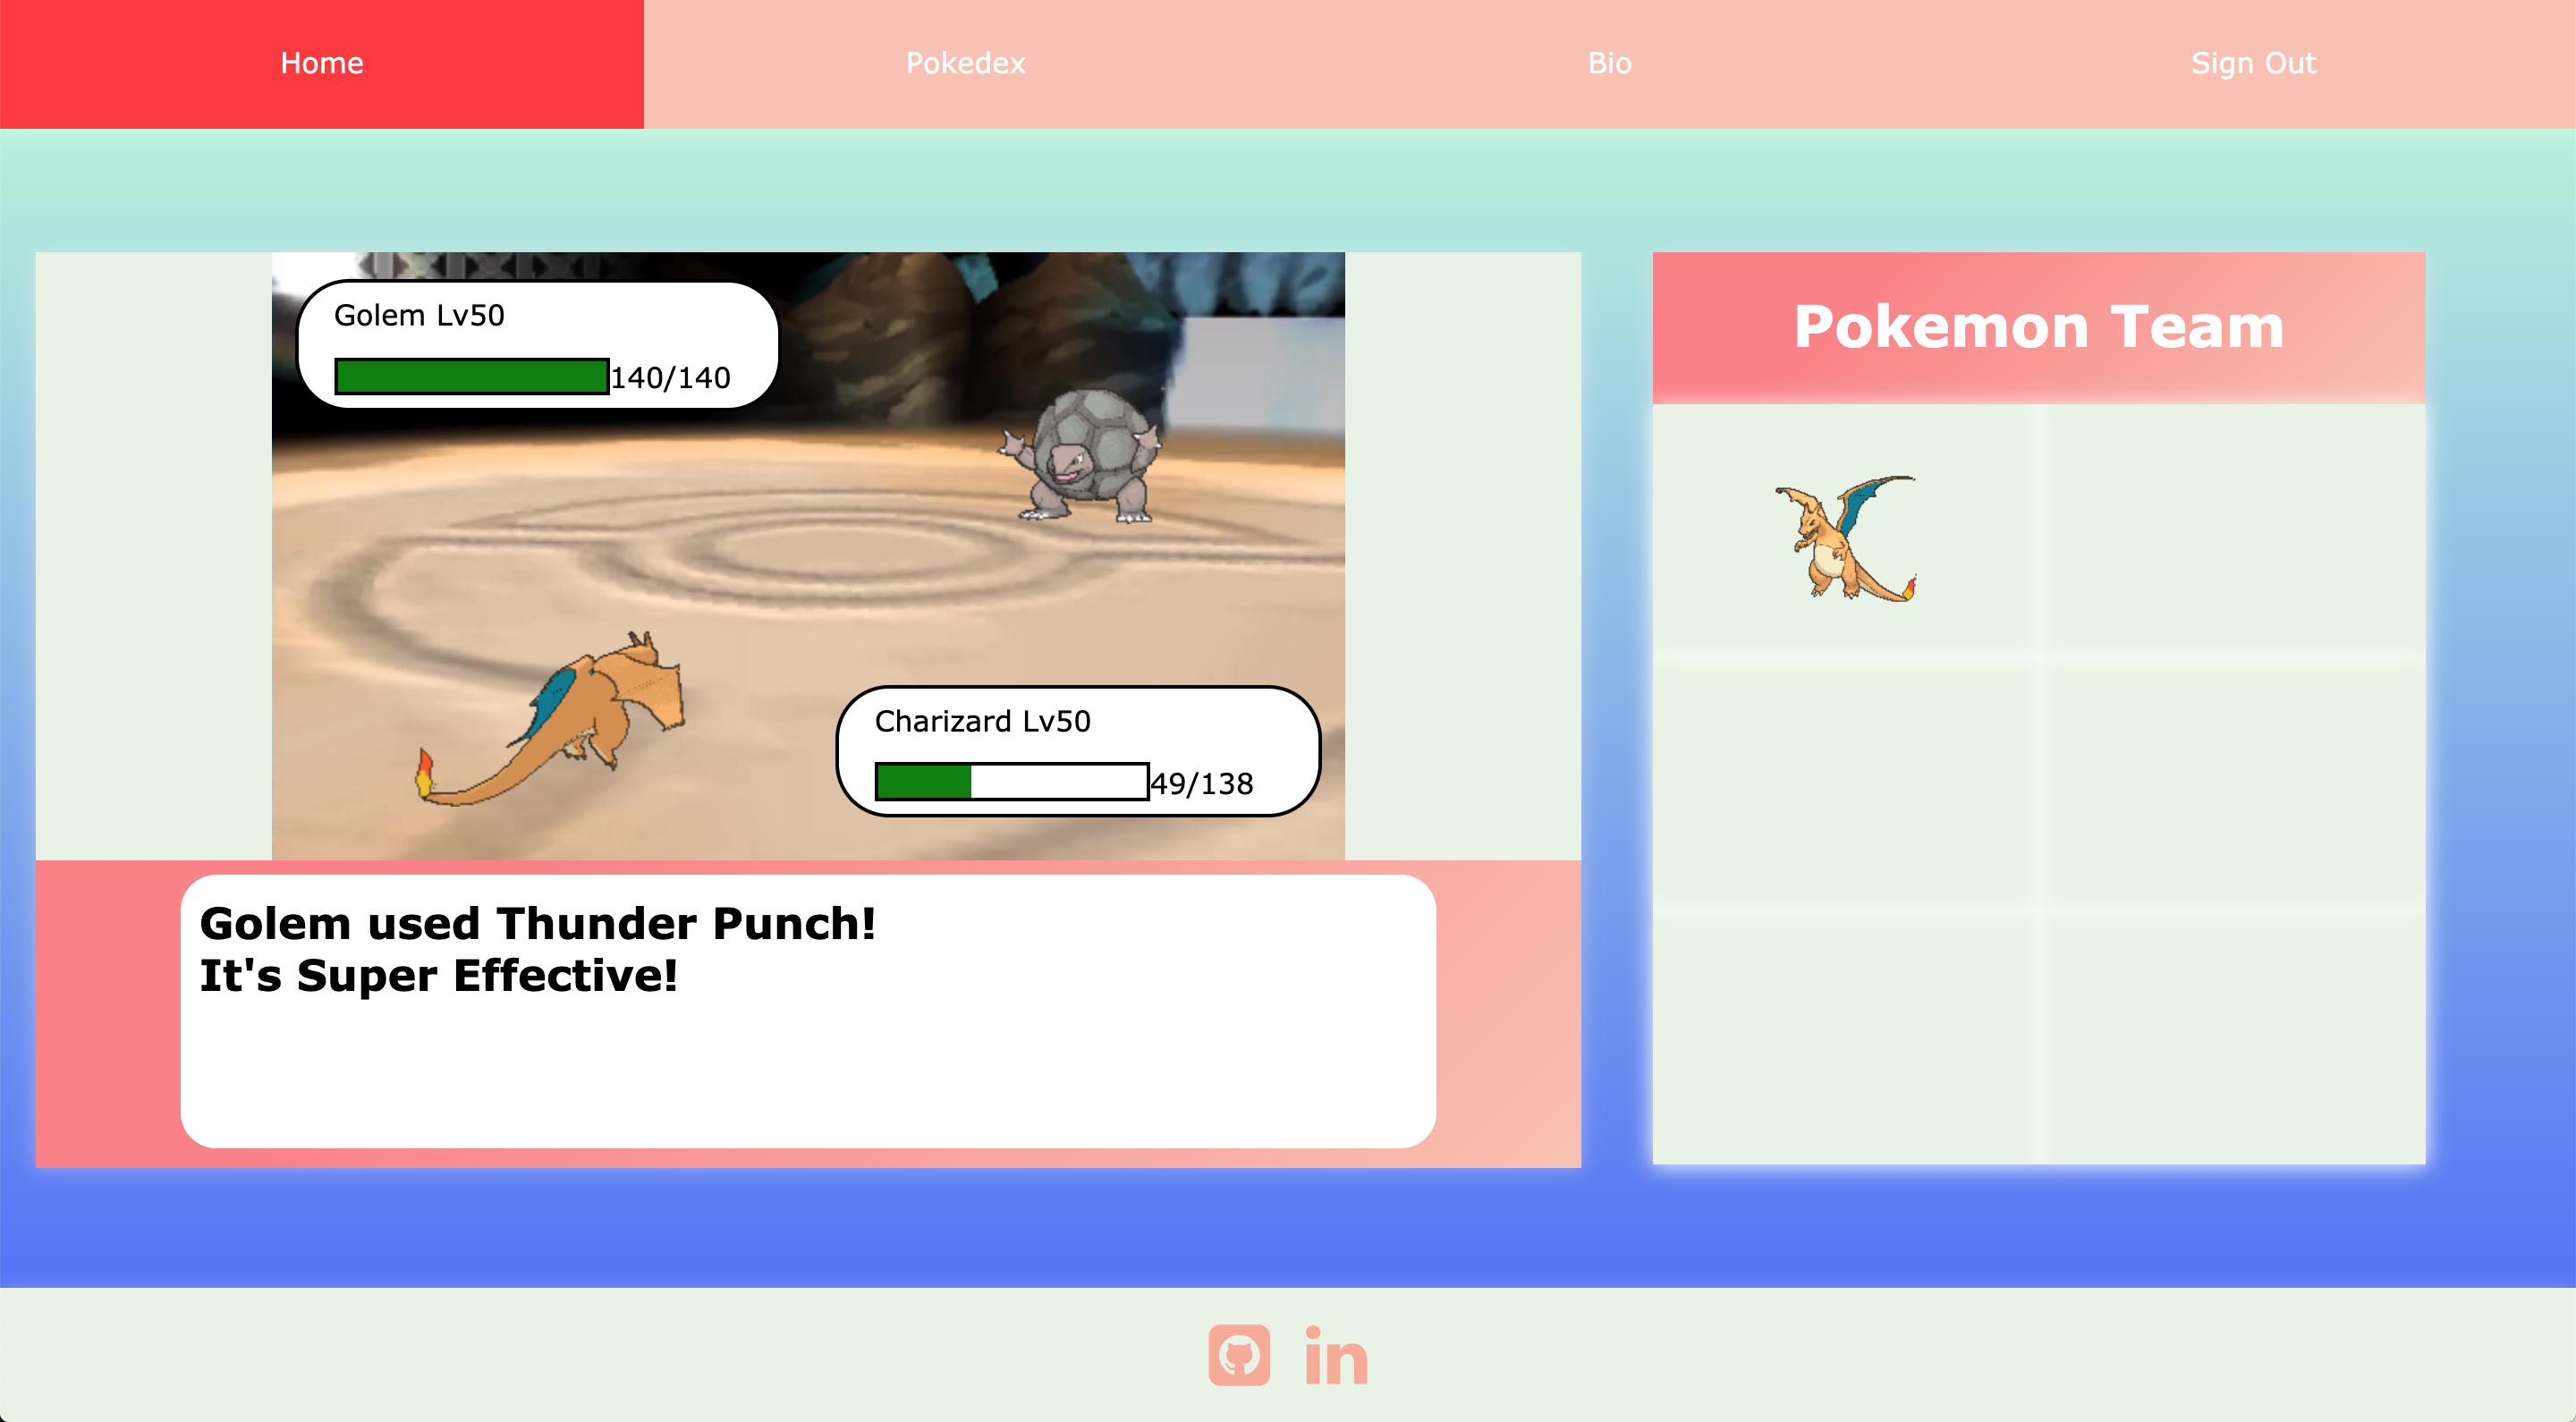 Home
Pokedex
Bio
Sign Out
Golem Lv50
140/140
Charizard Lv50
49/138
Golem used Thunder Punch!
It's Super Effective!
Pokemon Team
in